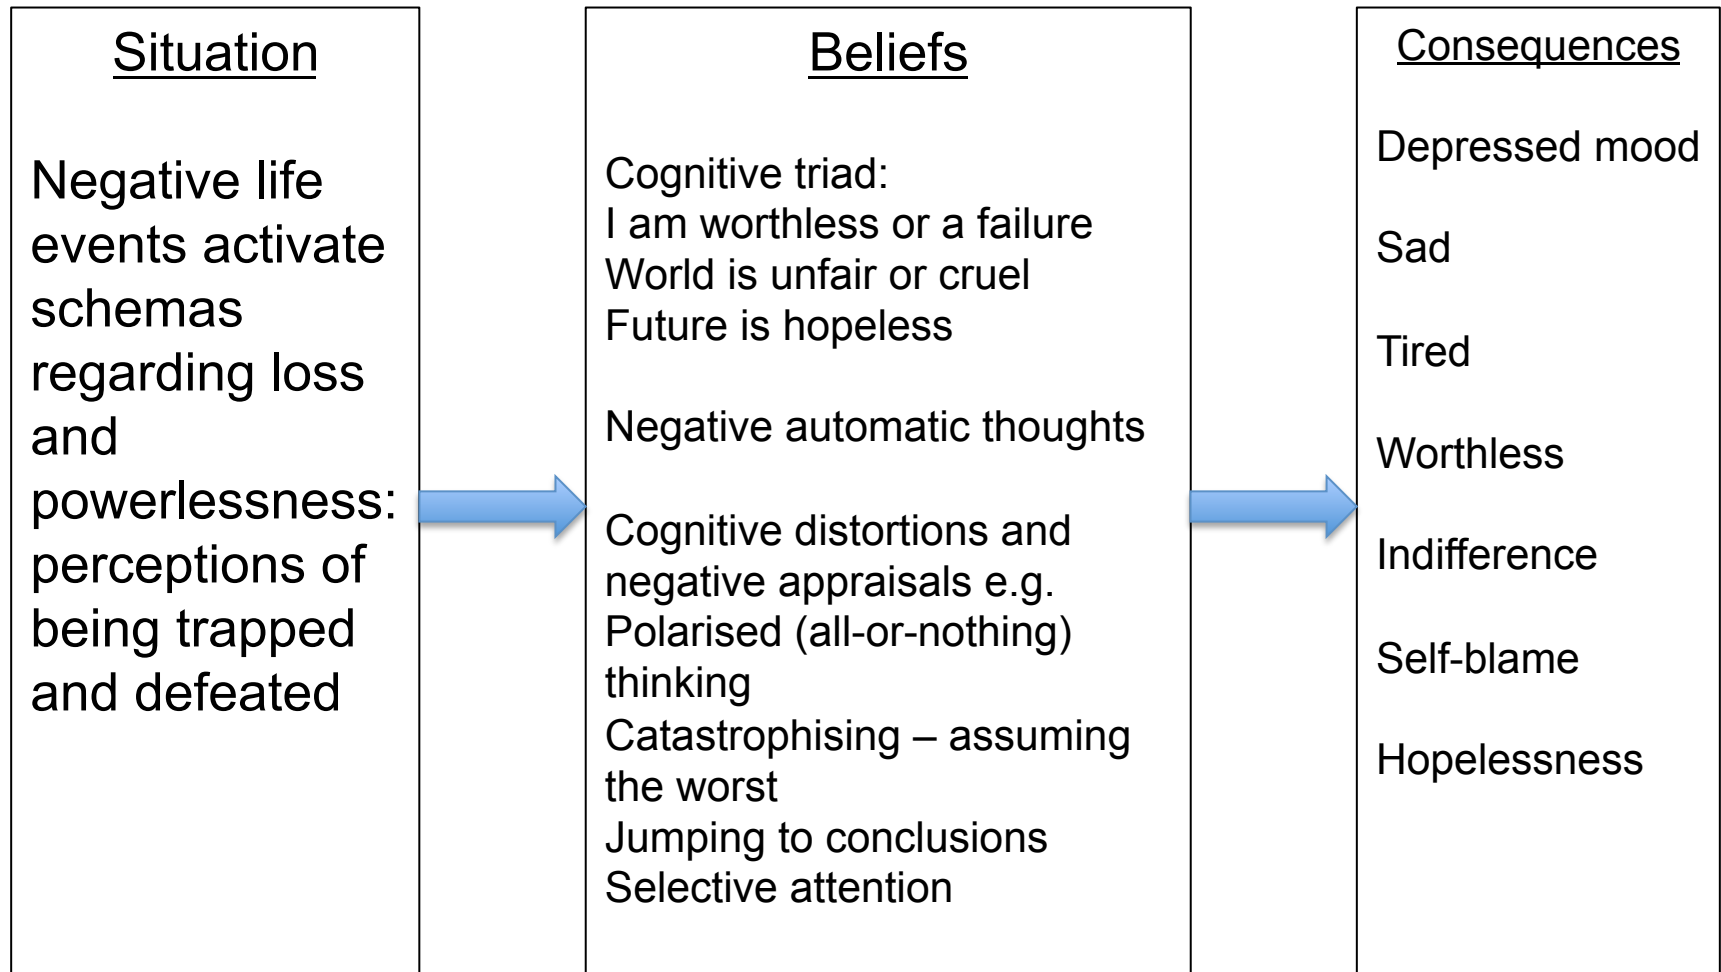 Situation
Negative life
events activate
schemas
regarding loss
and
powerlessness:
perceptions of
being trapped
and defeated
Beliefs
Cognitive triad:
I am worthless or a failure
World is unfair or cruel
Future is hopeless
Negative automatic thoughts
Cognitive distortions and
negative appraisals e.g.
Polarised (all-or-nothing)
thinking
Catastrophising – assuming
the worst
Jumping to conclusions
Selective attention
Consequences
Depressed mood
Sad
Tired
Worthless
Indifference
Self-blame
Hopelessness